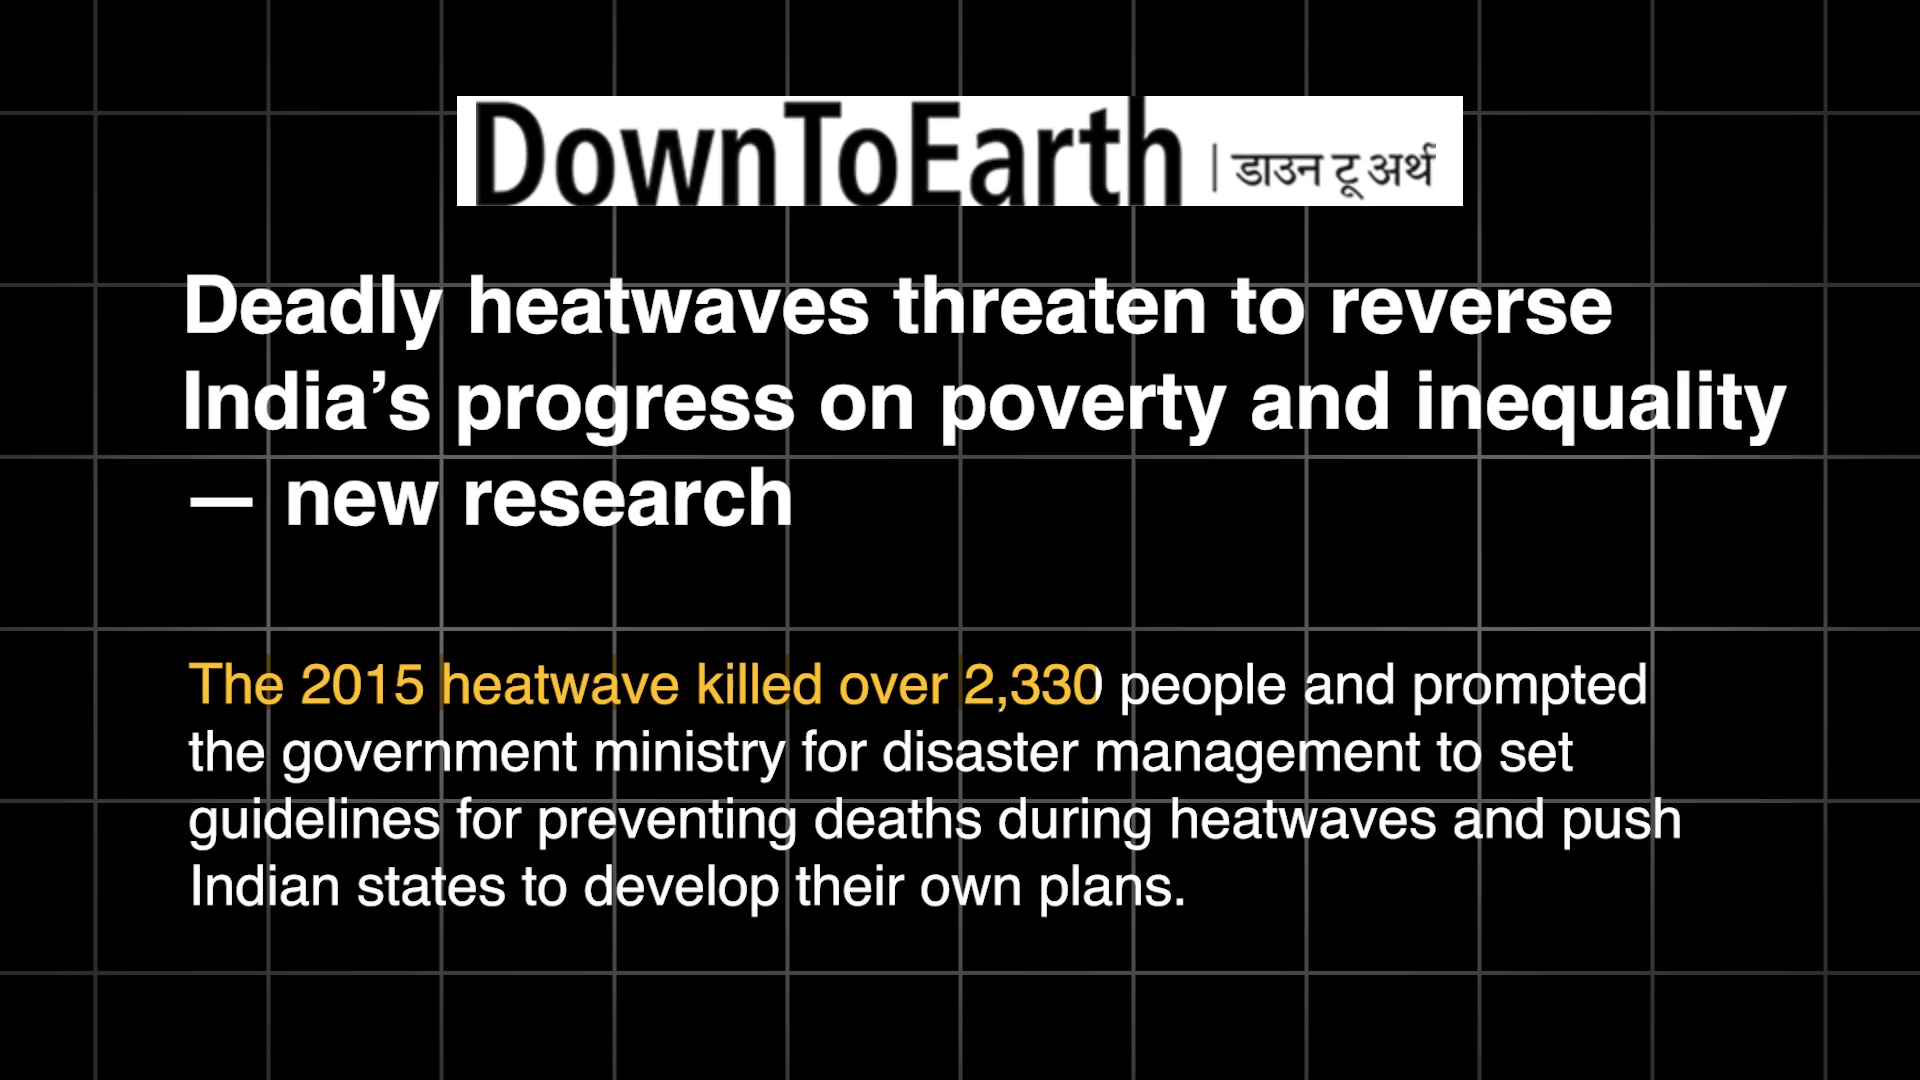 DownToEarth | डाउन टू अर्थ
Deadly heatwaves threaten to reverse
India’s progress on poverty and inequality
— new research
The 2015 heatwave killed over 2,330 people and prompted
the government ministry for disaster management to set
guidelines for preventing deaths during heatwaves and push
Indian states to develop their own plans.